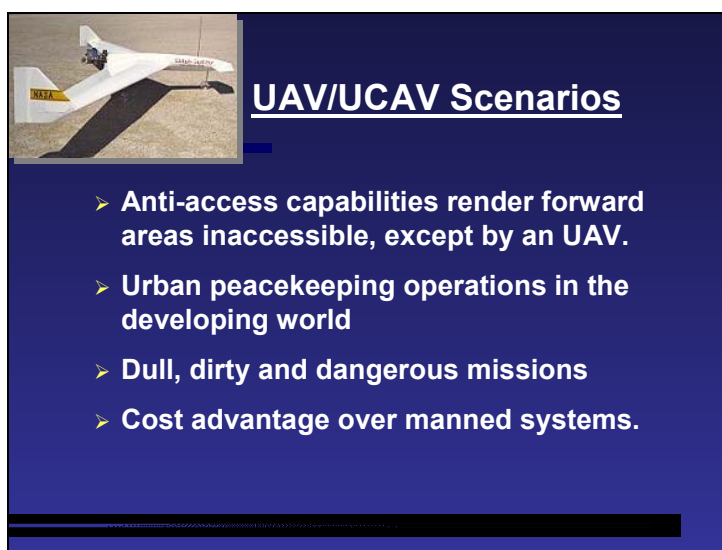 NASA
UAV/UCAV Scenarios
Anti-access capabilities render forward
areas inaccessible, except by an UAV.
Urban peacekeeping operations in the
developing world
Dull, dirty and dangerous missions
Cost advantage over manned systems.